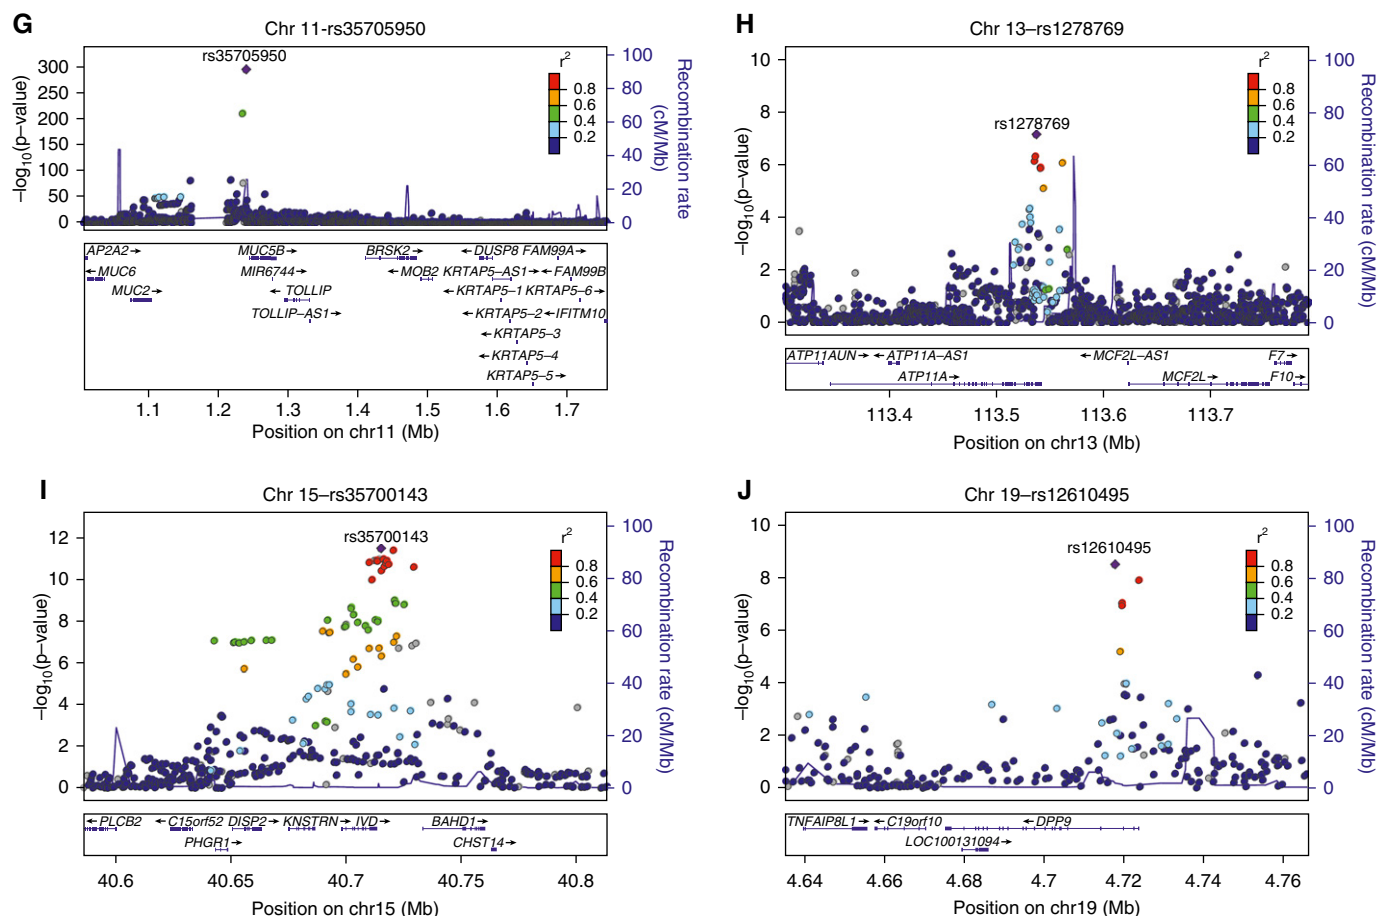 G
Chr 11-rs35705950
rs35705950
r2
0.8
0.6
0.4
0.2
300
250
200
150
100
50
0
–log10(p–value)
100
80
60
40
20
0
Recombination rate
(cM/Mb)
AP2A2→ MUC5B→ BRSK2→ ←DUSP8 FAM99A→
←MUC6 MIR6744→ ←MOB2 KRTAP5–AS1→ ←FAM99B
MUC2→ ←TOLLIP ←KRTAP5–1 KRTAP5–6→
TOLLIP–AS1→ ←KRTAP5–2 ←IFITM10
←KRTAP5–3
←KRTAP5–4
KRTAP5–5→
1.1 1.2 1.3 1.4 1.5 1.6 1.7
Position on chr11 (Mb)
H
Chr 13–rs1278769
rs1278769
r2
0.8
0.6
0.4
0.2
10
8
6
4
2
0
–log10(p–value)
100
80
60
40
20
0
Recombination rate
(cM/Mb)
ATP11AUN→ ←ATP11A–AS1 ←MCF2L–AS1 F7→
ATP11A→ MCF2L→ F10→
113.4 113.5 113.6 113.7
Position on chr13 (Mb)
I
Chr 15–rs35700143
rs35700143
r2
0.8
0.6
0.4
0.2
12
10
8
6
4
2
0
–log10(p–value)
100
80
60
40
20
0
Recombination rate (cM/Mb)
←PLCB2 ←C15orf52 DISP2→ KNSTRN→ IVD→ BAHD1→
PHGR1→ CHST14→
40.6 40.65 40.7 40.75 40.8
Position on chr15 (Mb)
J
Chr 19–rs12610495
rs12610495
r2
0.8
0.6
0.4
0.2
10
8
6
4
2
0
–log10(p–value)
100
80
60
40
20
0
Recombination rate (cM/Mb)
TNFAIP8L1→ ←C19orf10 ←DPP9
LOC100131094→
4.64 4.66 4.68 4.7 4.72 4.74 4.76
Position on chr19 (Mb)